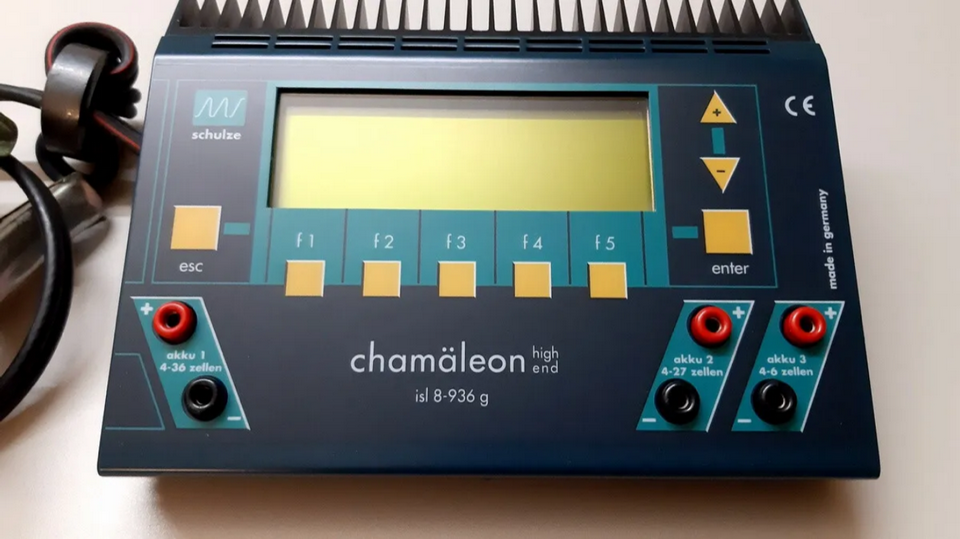 schulze
+
-
CE
made in germany
f1
f2
f3
f4
f5
esc
enter
+
akku 1
4-36 zellen
-
chamäleon high end
isl 8-936 g
+
akku 2
4-27 zellen
-
+
akku 3
4-6 zellen
-